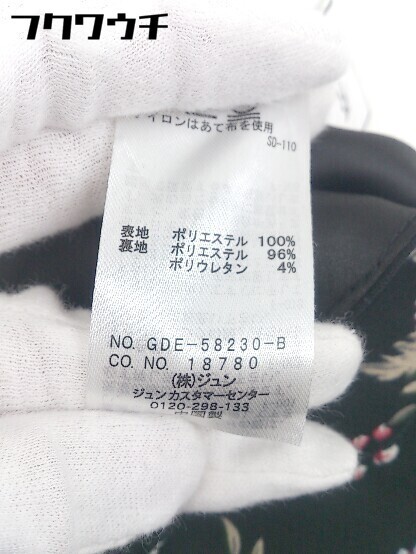 フクワウチ
アイロンはあて布を使用
SD-110
表地 ポリエステル 100%
裏地 ポリエステル 96%
ポリウレタン 4%
NO. GDE-58230-B
CO. NO. 18780
(株)ジュン
ジュンカスタマーセンター
0120-298-133
中国製